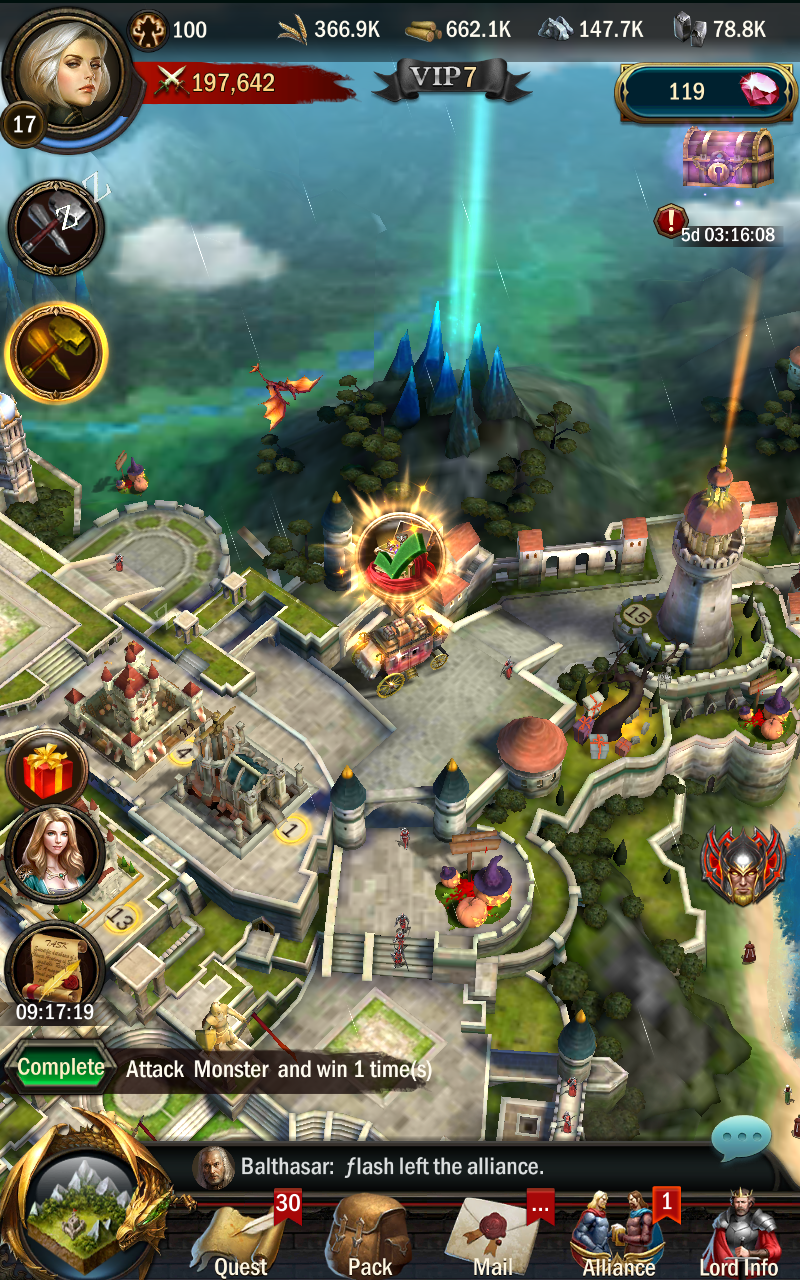 100
366.9K
662.1K
147.7K
78.8K
197,642
VIP7
119
17
Z
Z
5d 03:16:08
15
4
1
13
TASK
09:17:19
Complete
Attack Monster and win 1 time(s)
Balthasar: ƒlash left the alliance.
30
...
1
Quest
Pack
Mail
Alliance
Lord Info